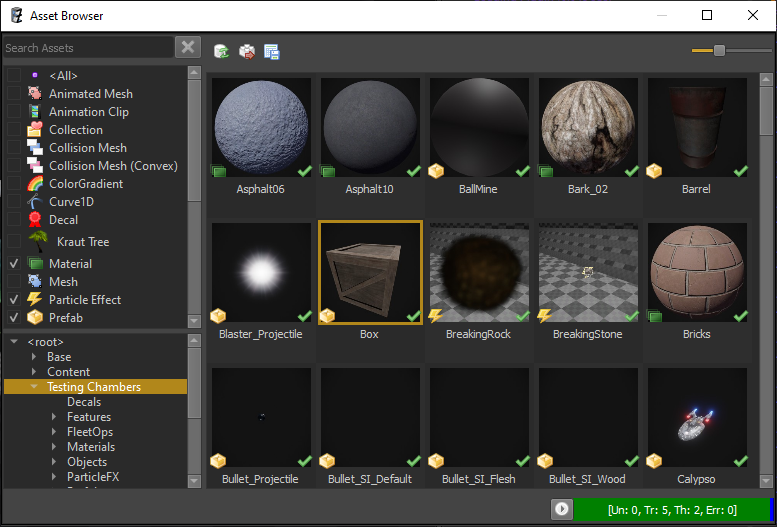 Asset Browser
Search Assets
<All>
Animated Mesh
Animation Clip
Collection
Collision Mesh
Collision Mesh (Convex)
ColorGradient
Curve1D
Decal
Kraut Tree
Material
Mesh
Particle Effect
Prefab
<root>
Base
Content
Testing Chambers
Decals
Features
FleetOps
Materials
Objects
ParticleFX
Asphalt06
Asphalt10
BallMine
Bark_02
Barrel
Blaster_Projectile
Box
BreakingRock
BreakingStone
Bricks
Bullet_Projectile
Bullet_SI_Default
Bullet_SI_Flesh
Bullet_SI_Wood
Calypso
[Un: 0, Tr: 5, Th: 2, Err: 0]